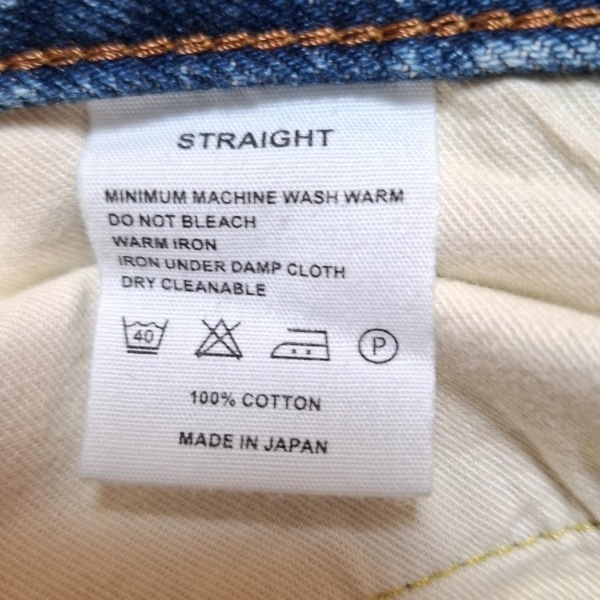 STRAIGHT
MINIMUM MACHINE WASH WARM
DO NOT BLEACH
WARM IRON
IRON UNDER DAMP CLOTH
DRY CLEANABLE
40 P
100% COTTON
MADE IN JAPAN